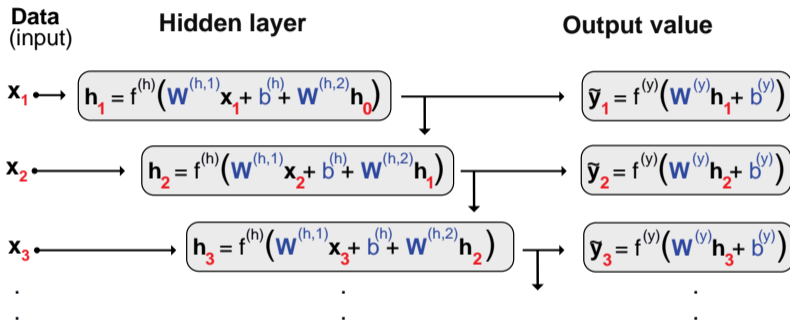 Data Hidden layer Output value
(input)
x₁ h₁ = f⁽ʰ⁾(W⁽ʰ,¹⁾x₁ + b⁽ʰ⁾ + W⁽ʰ,²⁾h₀) ỹ₁ = f⁽ʸ⁾(W⁽ʸ⁾h₁ + b⁽ʸ⁾)
x₂ h₂ = f⁽ʰ⁾(W⁽ʰ,¹⁾x₂ + b⁽ʰ⁾ + W⁽ʰ,²⁾h₁) ỹ₂ = f⁽ʸ⁾(W⁽ʸ⁾h₂ + b⁽ʸ⁾)
x₃ h₃ = f⁽ʰ⁾(W⁽ʰ,¹⁾x₃ + b⁽ʰ⁾ + W⁽ʰ,²⁾h₂) ỹ₃ = f⁽ʸ⁾(W⁽ʸ⁾h₃ + b⁽ʸ⁾)
. . .
. . .